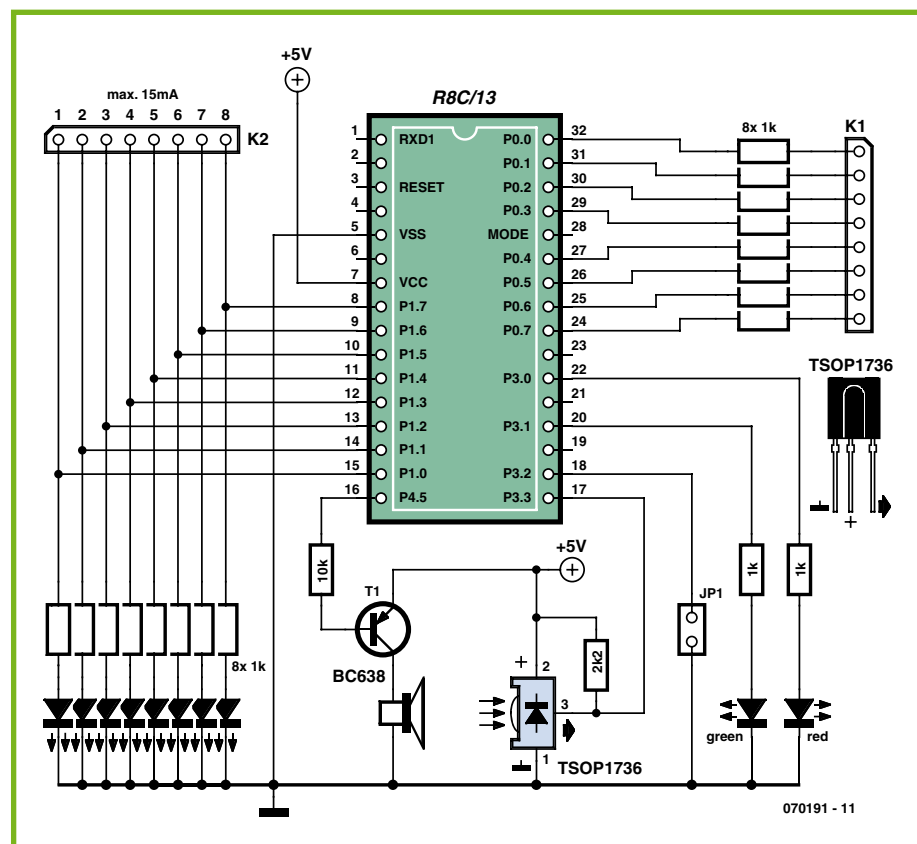 +5V
R8C/13
max. 15mA
1 2 3 4 5 6 7 8
K2
8x 1k
K1
1 RXD1 P0.0 32
2 P0.1 31
3 RESET P0.2 30
4 P0.3 29
5 VSS MODE 28
6 P0.4 27
7 VCC P0.5 26
8 P1.7 P0.6 25
9 P1.6 P0.7 24
10 P1.5 23
11 P1.4 P3.0 22
12 P1.3 21
13 P1.2 P3.1 20
14 P1.1 19
15 P1.0 P3.2 18
16 P4.5 P3.3 17
TSOP1736
+
+5V
10k
T1
BC638
2k2
+
2
3
1
TSOP1736
JP1
1k
1k
8x 1k
green
red
070191 - 11